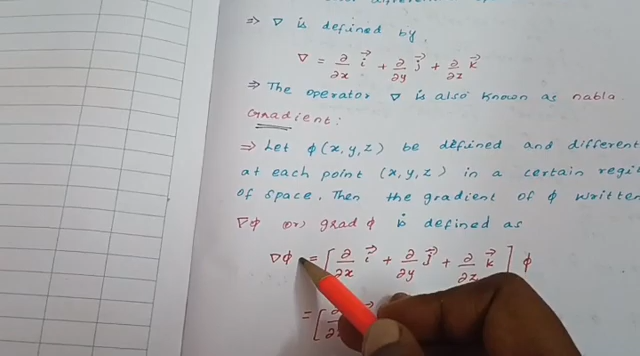 ⇒ ∇ is defined by
∇ = ∂/∂x i⃗ + ∂/∂y j⃗ + ∂/∂z k⃗
⇒ The operator ∇ is also known as nabla.
Gradient:
⇒ Let ϕ(x,y,z) be defined and different
at each point (x,y,z) in a certain regi
of space. Then the gradient of ϕ written
∇ϕ (or) grad ϕ is defined as
∇ϕ = [∂/∂x i⃗ + ∂/∂y j⃗ + ∂/∂z k⃗] ϕ
= [